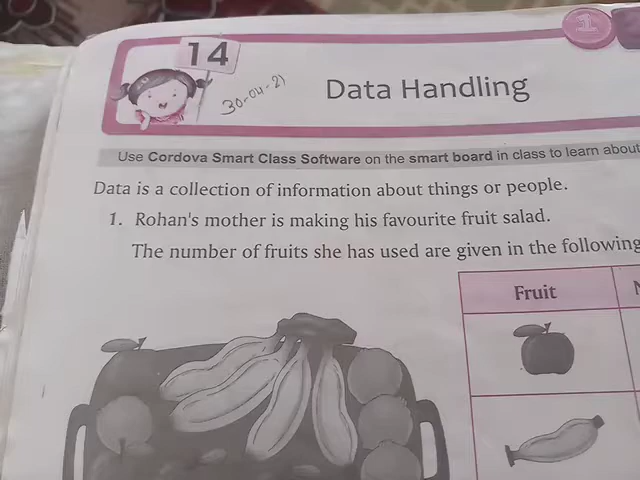 1
14
30-04-21
Data Handling
Use Cordova Smart Class Software on the smart board in class to learn about
Data is a collection of information about things or people.
1. Rohan's mother is making his favourite fruit salad.
The number of fruits she has used are given in the following
Fruit